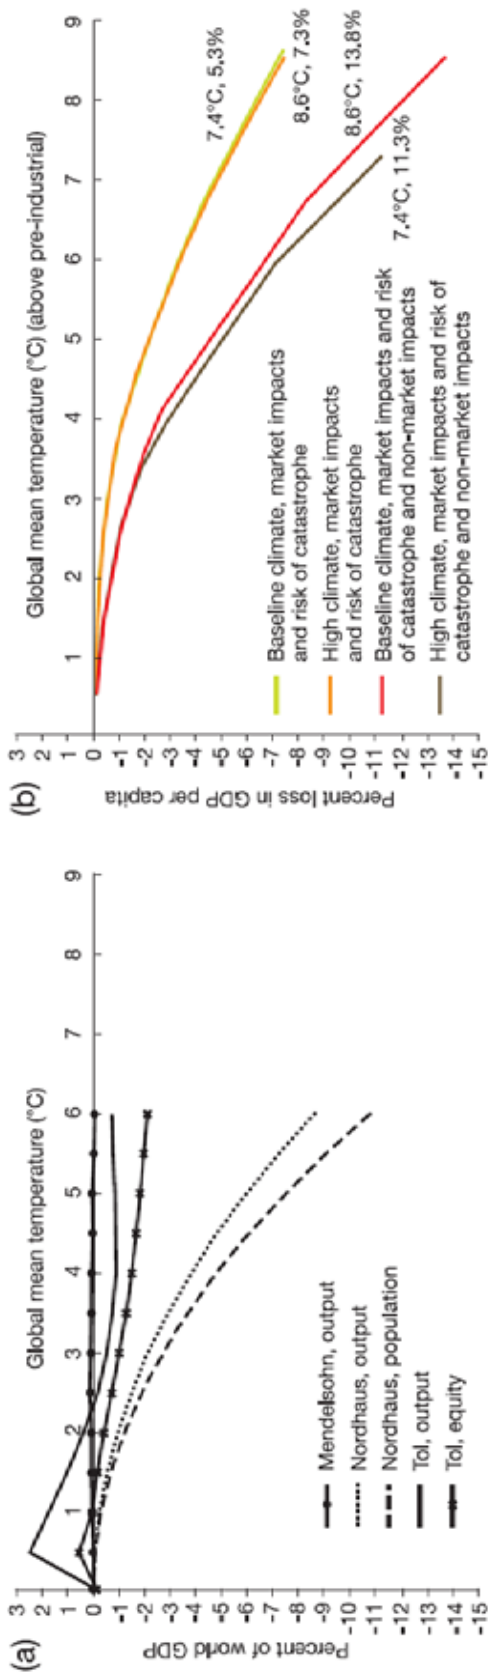 (a)
Global mean temperature (°C)
1 2 3 4 5 6 7 8 9
3
2
1
0
-1
-2
-3
-4
-5
-6
-7
-8
-9
-10
-11
-12
-13
-14
-15
Percent of world GDP
Mendelsohn, output
Nordhaus, output
Nordhaus, population
Tol, output
Tol, equity
(b)
Global mean temperature (°C) (above pre-industrial)
1 2 3 4 5 6 7 8 9
3
2
1
0
-1
-2
-3
-4
-5
-6
-7
-8
-9
-10
-11
-12
-13
-14
-15
Percent loss in GDP per capita
7.4°C, 5.3%
8.6°C, 7.3%
8.6°C, 13.8%
7.4°C, 11.3%
Baseline climate, market impacts
and risk of catastrophe
High climate, market impacts
and risk of catastrophe
Baseline climate, market impacts and risk
of catastrophe and non-market impacts
High climate, market impacts and risk of
catastrophe and non-market impacts